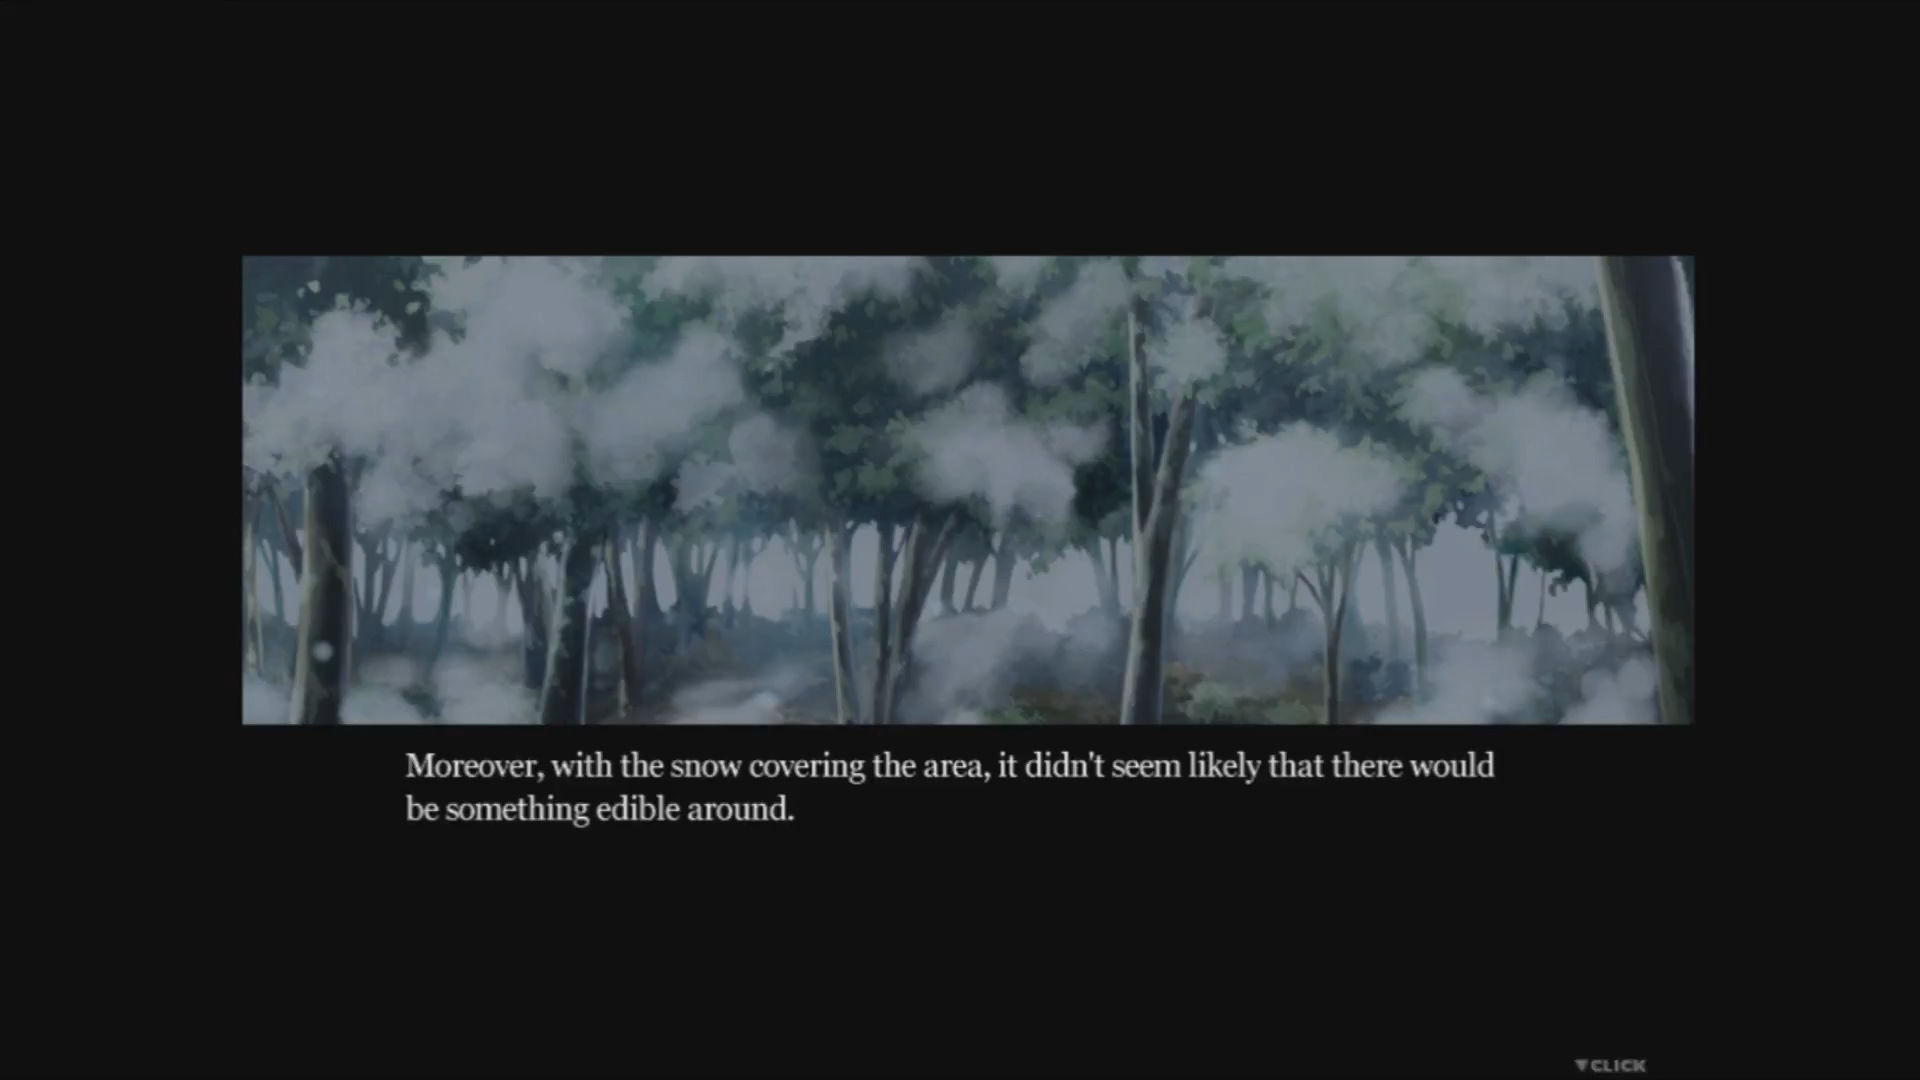 Moreover, with the snow covering the area, it didn't seem likely that there would
be something edible around.
▼CLICK